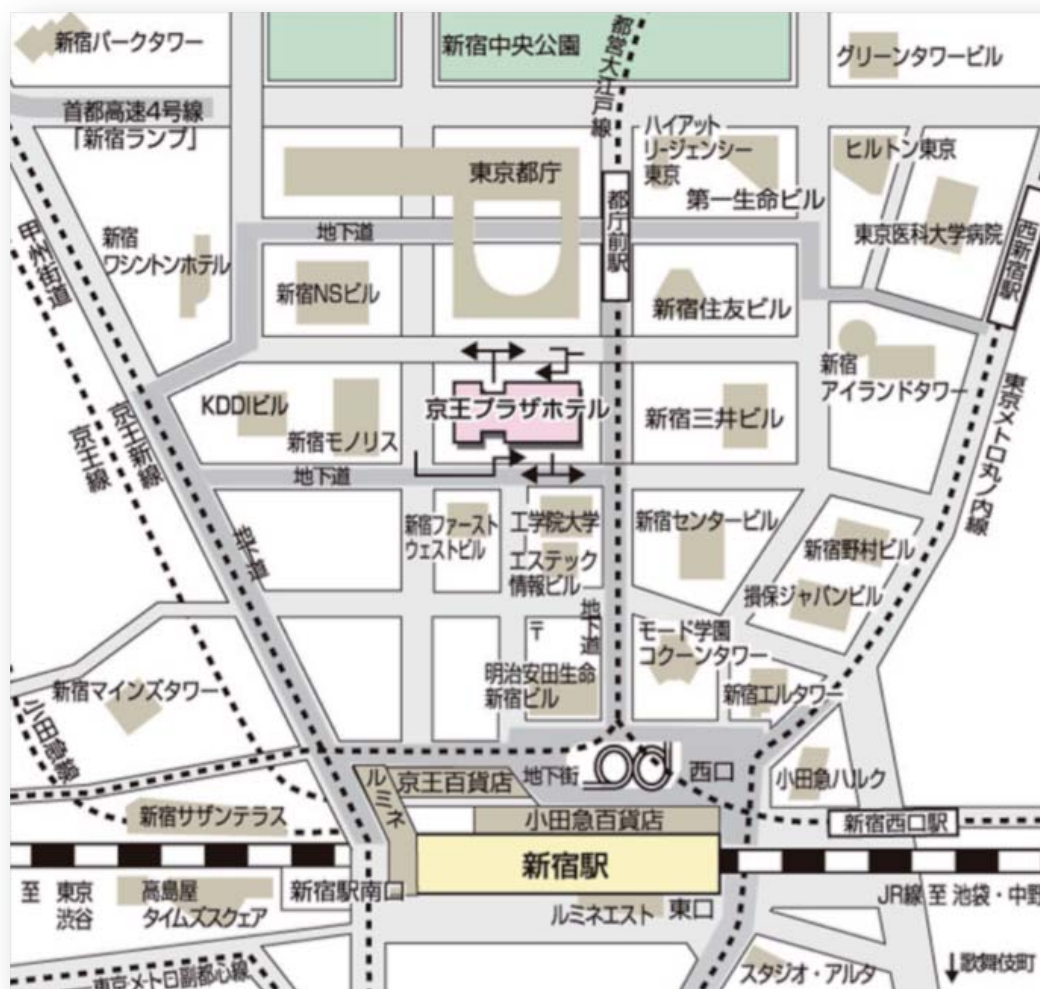 新宿パークタワー
新宿中央公園
都営大江戸線
グリーンタワービル
首都高速4号線
「新宿ランプ」
ハイアット
リージェンシー
東京
ヒルトン東京
東京都庁
第一生命ビル
都庁前駅
地下道
新宿
ワシントンホテル
東京医科大学病院
西新宿駅
甲州街道
新宿NSビル
新宿住友ビル
新宿
アイランドタワー
京王新線
京王線
KDDIビル
新宿モノリス
京王プラザホテル
新宿三井ビル
東京メトロ丸ノ内線
地下道
地下道
新宿ファースト
ウェストビル
工学院大学
エステック
情報ビル
新宿センタービル
新宿野村ビル
損保ジャパンビル
地下道
〒
モード学園
コクーンタワー
明治安田生命
新宿ビル
新宿エルタワー
新宿マインズタワー
小田急線
ルミネ
京王百貨店
地下街
西口
小田急ハルク
新宿サザンテラス
小田急百貨店
新宿西口駅
新宿駅
至 東京
渋谷
高島屋
タイムズスクェア
新宿駅南口
ルミネエスト
東口
JR線 至 池袋・中野
東京メトロ副都心線
スタジオ・アルタ
↓歌舞伎町